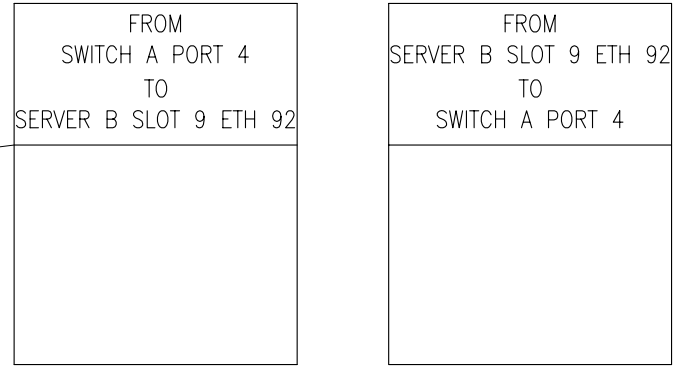 FROM
SWITCH A PORT 4
TO
SERVER B SLOT 9 ETH 92
FROM
SERVER B SLOT 9 ETH 92
TO
SWITCH A PORT 4